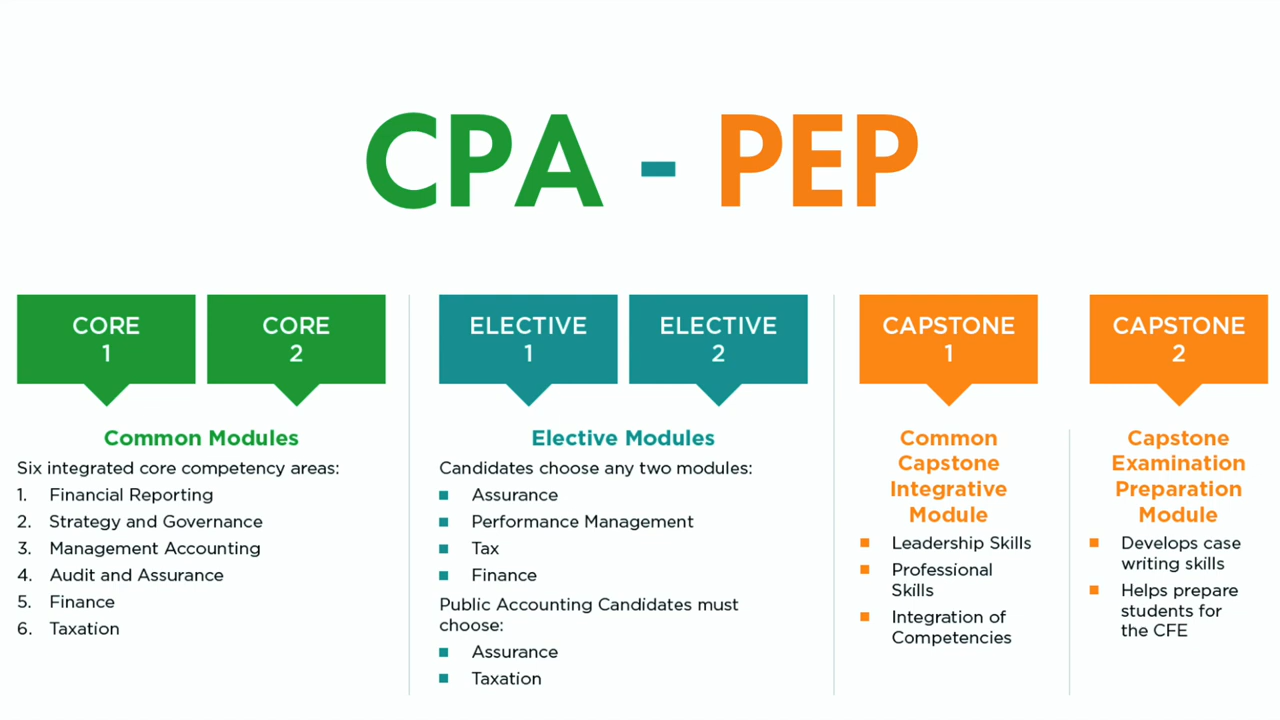 CPA - PEP
CORE
1
CORE
2
Common Modules
Six integrated core competency areas:
1. Financial Reporting
2. Strategy and Governance
3. Management Accounting
4. Audit and Assurance
5. Finance
6. Taxation
ELECTIVE
1
ELECTIVE
2
Elective Modules
Candidates choose any two modules:
Assurance
Performance Management
Tax
Finance
Public Accounting Candidates must
choose:
Assurance
Taxation
CAPSTONE
1
Common
Capstone
Integrative
Module
Leadership Skills
Professional
Skills
Integration of
Competencies
CAPSTONE
2
Capstone
Examination
Preparation
Module
Develops case
writing skills
Helps prepare
students for
the CFE